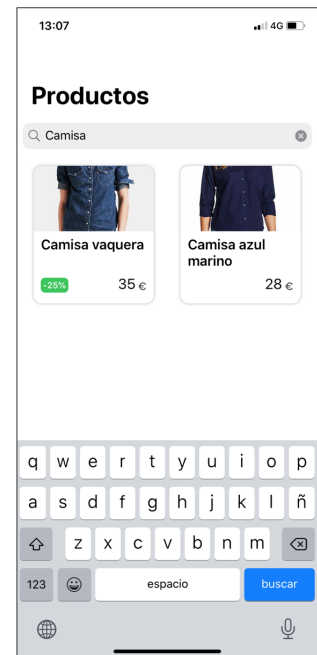 13:07
4G
Productos
Camisa
Camisa vaquera
-25%
35 €
Camisa azul
marino
28 €
q w e r t y u i o p
a s d f g h j k l ñ
z x c v b n m
123
espacio
buscar